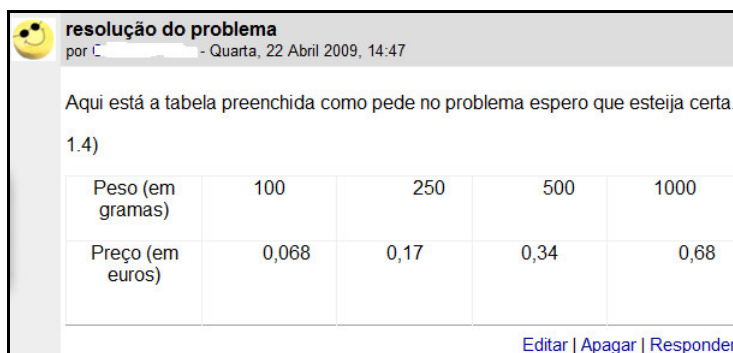 resolução do problema
por - Quarta, 22 Abril 2009, 14:47
Aqui está a tabela preenchida como pede no problema espero que esteija certa.
1.4)
Peso (em gramas) 100 250 500 1000
Preço (em euros) 0,068 0,17 0,34 0,68
Editar | Apagar | Responder